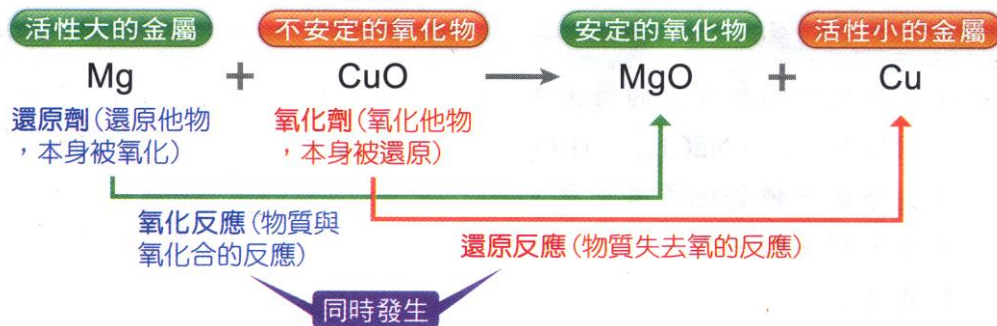 活性大的金屬 不安定的氧化物 安定的氧化物 活性小的金屬
Mg + CuO → MgO + Cu
還原劑(還原他物
，本身被氧化)
氧化劑(氧化他物
，本身被還原)
氧化反應(物質與
氧化合的反應)
還原反應(物質失去氧的反應)
同時發生